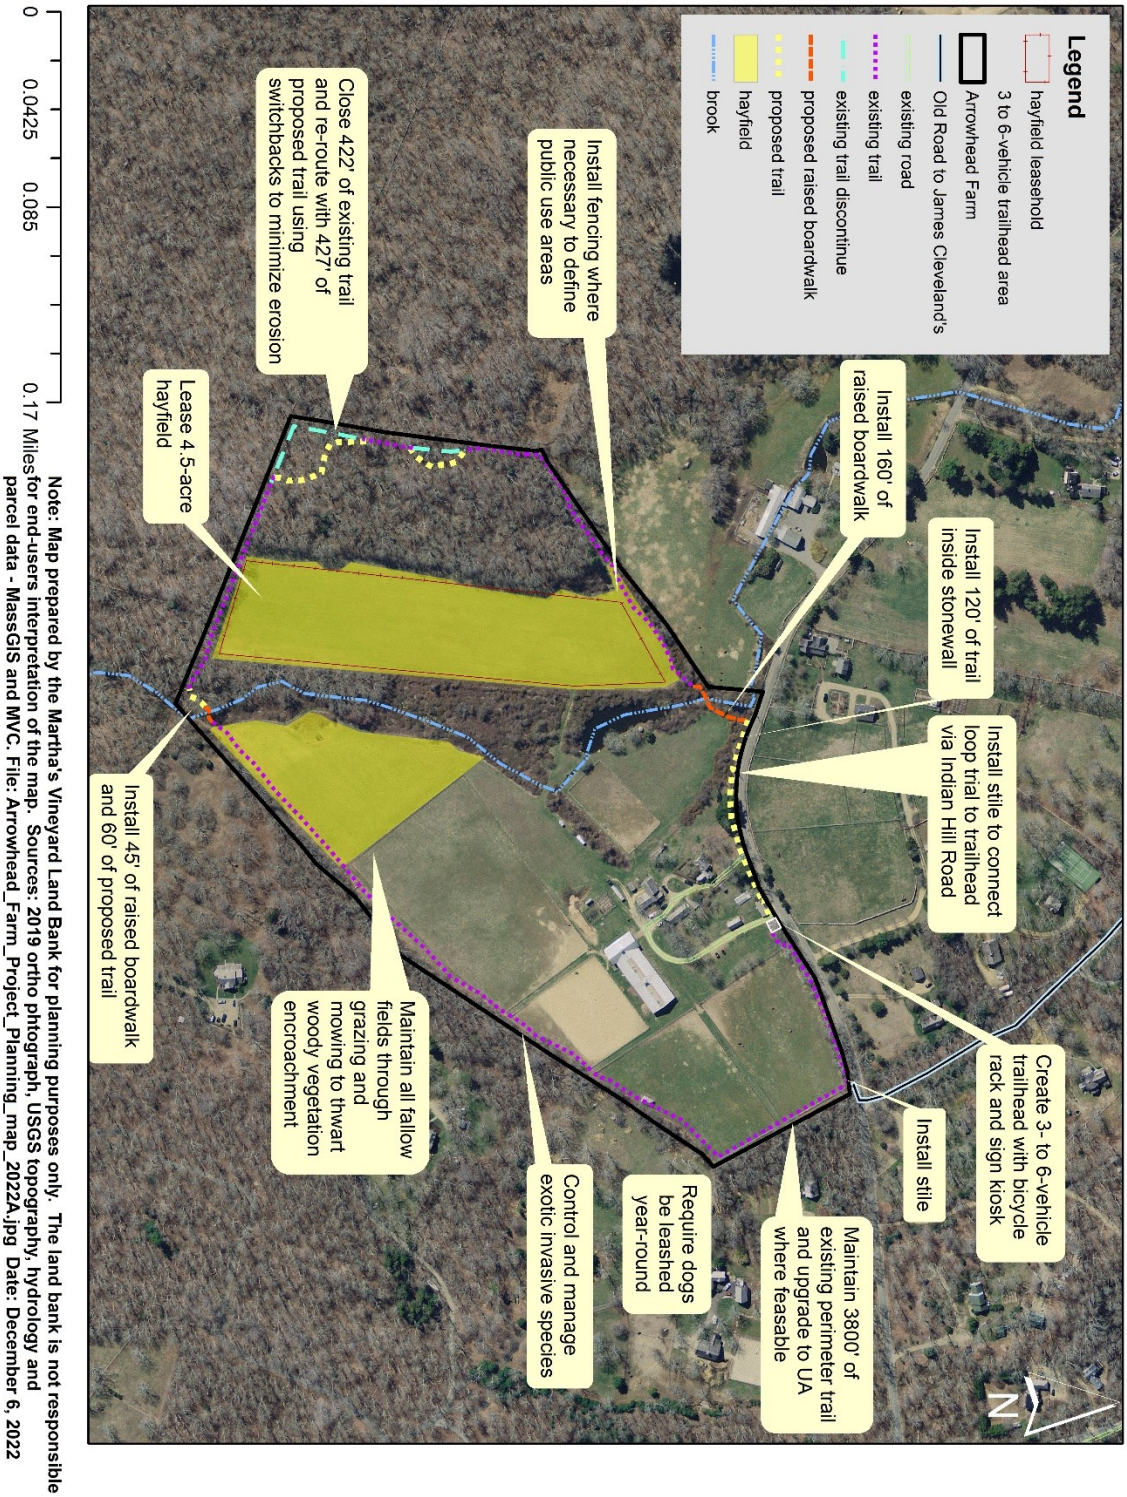 Legend
hayfield leasehold
3 to 6-vehicle trailhead area
Arrowhead Farm
Old Road to James Cleveland's
existing road
existing trail
existing trail discontinue
proposed raised boardwalk
proposed trail
hayfield
brook
Install 160' of
raised boardwalk
Install 120' of trail
inside stonewall
Install stile to connect
loop trial to trailhead
via Indian Hill Road
Create 3- to 6-vehicle
trailhead with bicycle
rack and sign kiosk
Install stile
Maintain 3800' of
existing perimeter trail
and upgrade to UA
where feasable
Require dogs
be leashed
year-round
Control and manage
exotic invasive species
Install fencing where
necessary to define
public use areas
Close 422' of existing trail
and re-route with 427' of
proposed trail using
switchbacks to minimize erosion
Lease 4.5-acre
hayfield
Install 45' of raised boardwalk
and 60' of proposed trail
Maintain all fallow
fields through
grazing and
mowing to thwart
woody vegetation
encroachment
N
0 0.0425 0.085 0.17 Miles
Note: Map prepared by the Martha's Vineyard Land Bank for planning purposes only. The land bank is not responsible
for end-users interpretation of the map. Sources: 2019 ortho phtograph, USGS topography, hydrology and
parcel data - MassGIS and MVC. File: Arrowhead_Farm_Project_Planning_map_2022A.jpg Date: December 6, 2022